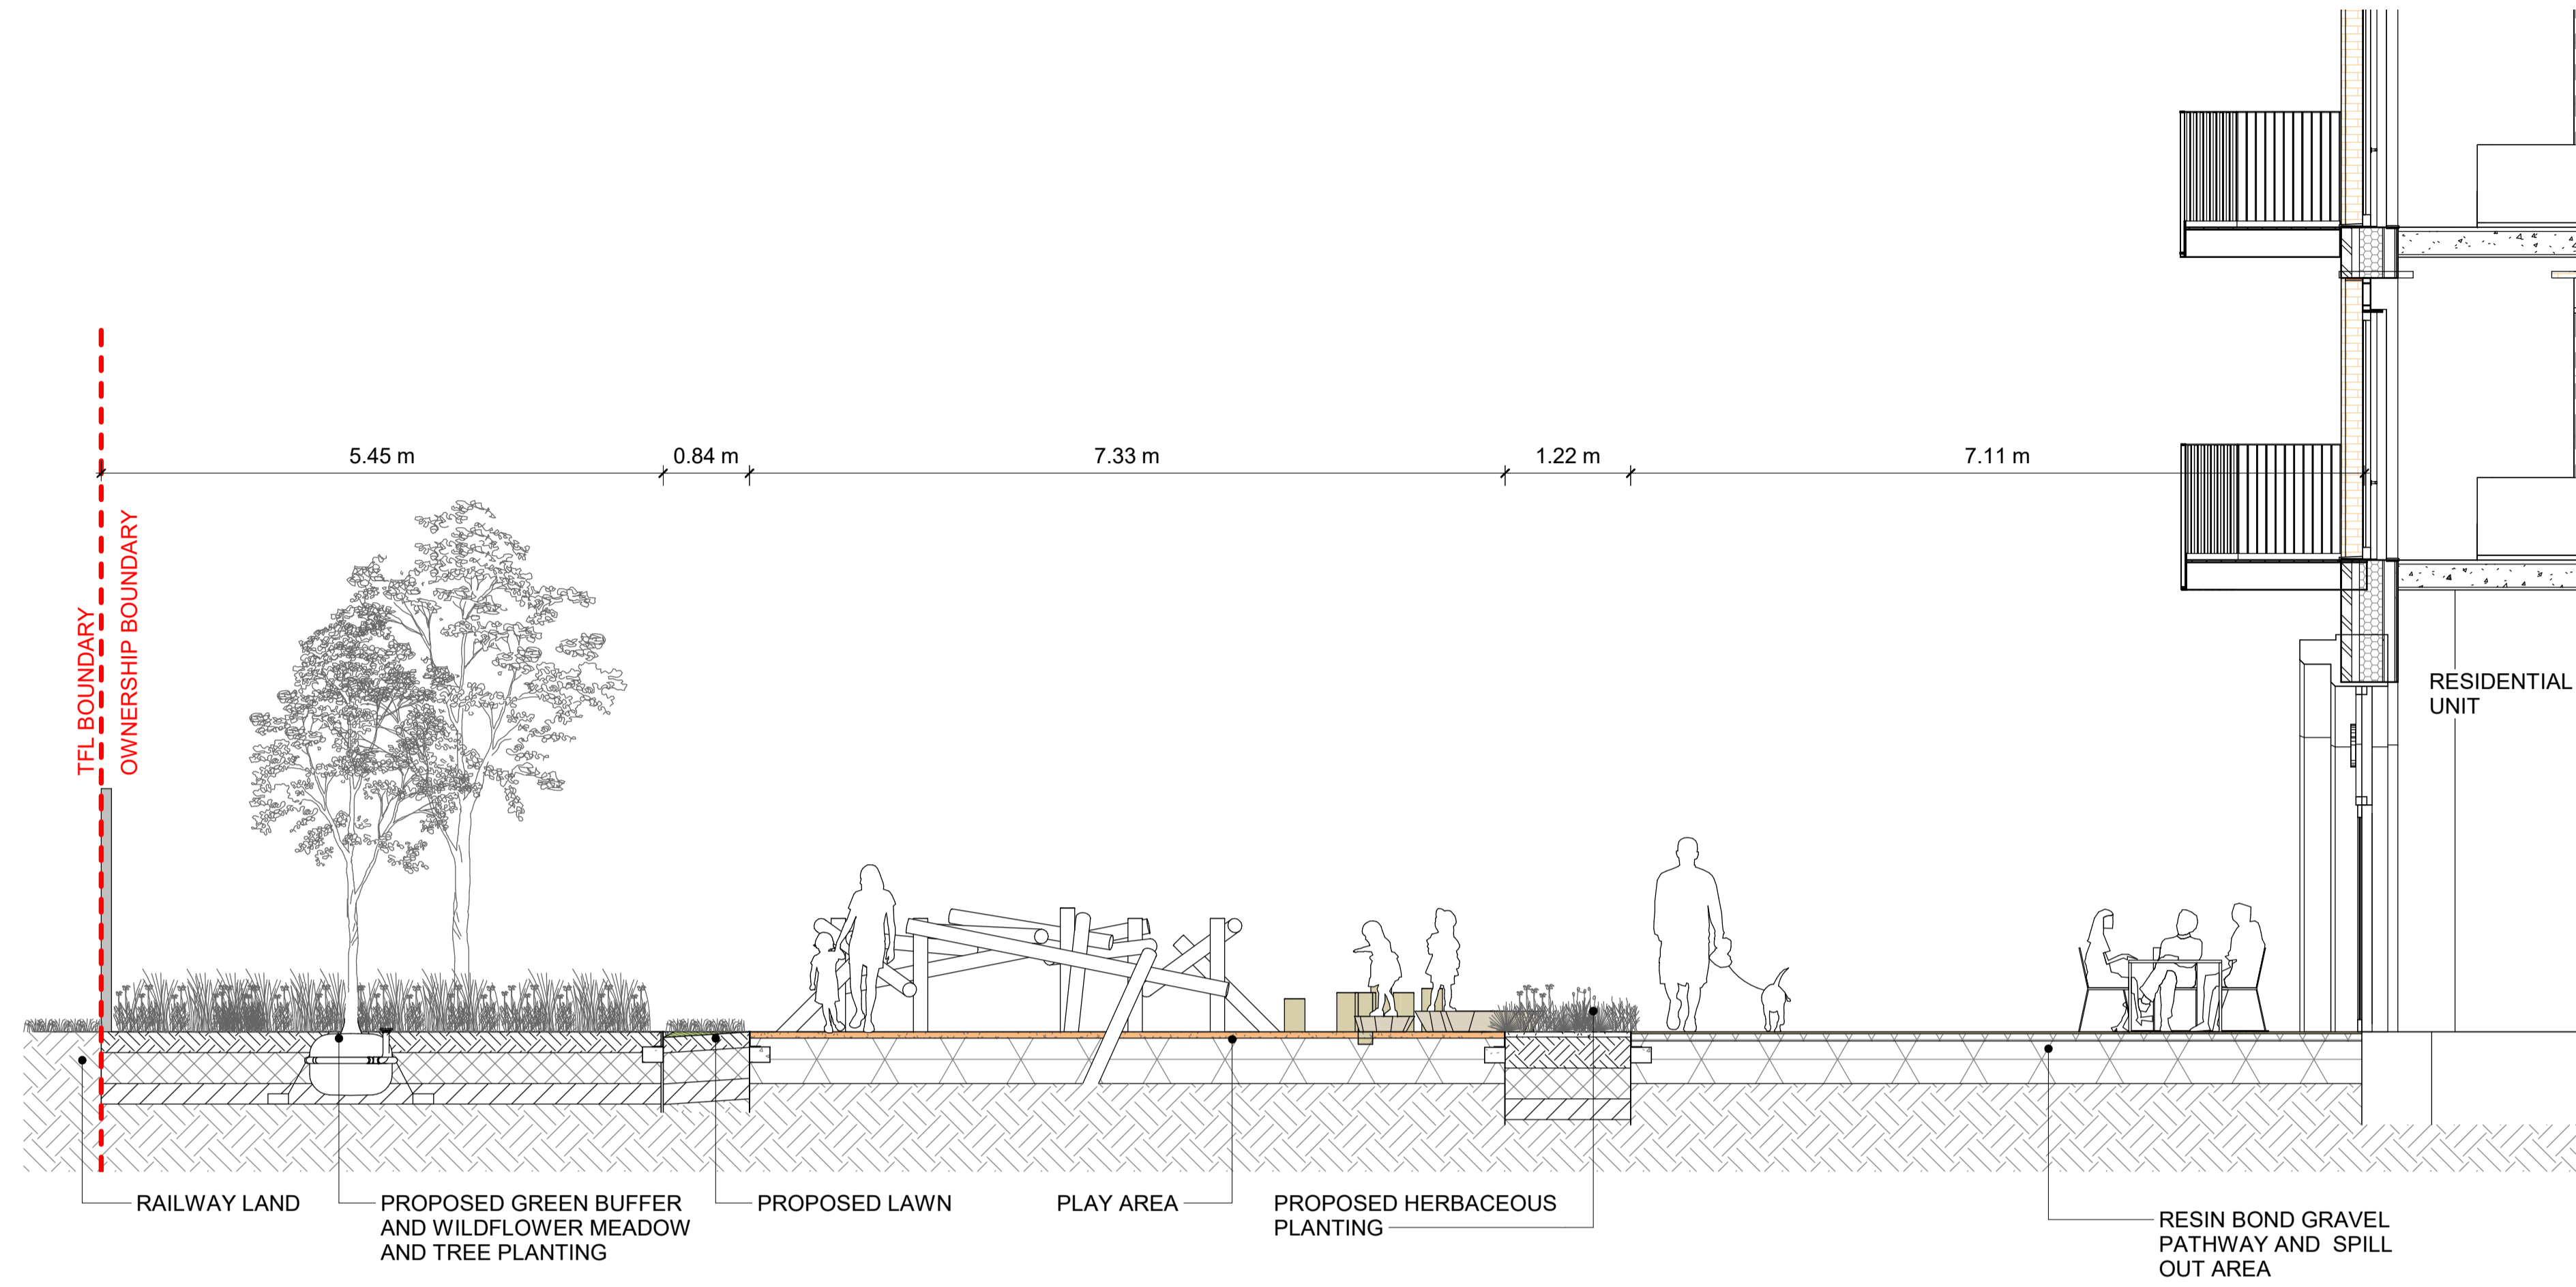 5.45 m
0.84 m
7.33 m
1.22 m
7.11 m
TFL BOUNDARY
OWNERSHIP BOUNDARY
RESIDENTIAL
UNIT
RAILWAY LAND
PROPOSED GREEN BUFFER
AND WILDFLOWER MEADOW
AND TREE PLANTING
PROPOSED LAWN
PLAY AREA
PROPOSED HERBACEOUS
PLANTING
RESIN BOND GRAVEL
PATHWAY AND  SPILL
OUT AREA